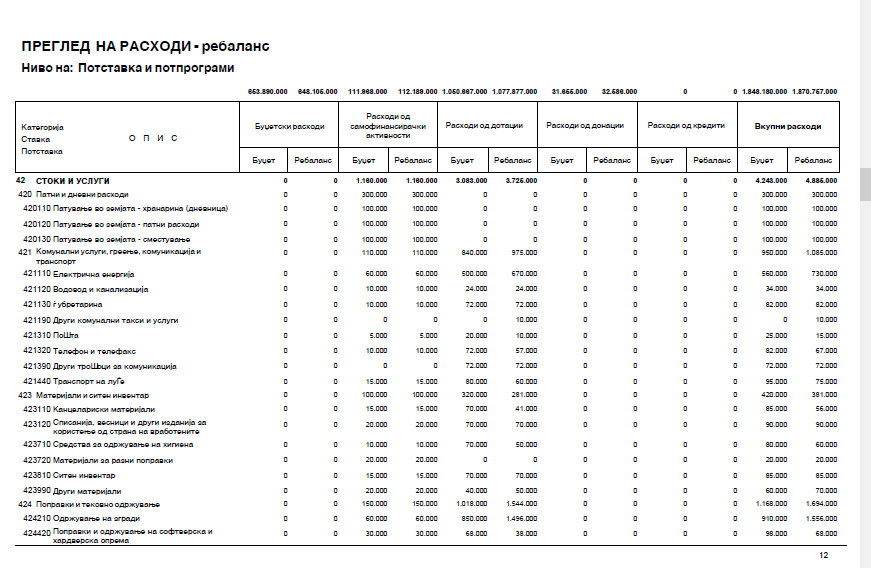 ПРЕГЛЕД НА РАСХОДИ - ребаланс
Ниво на: Потставка и потпрограми
653.890.000 648.105.000 111.968.000 112.189.000 1.050.667.000 1.077.877.000 31.655.000 32.586.000 0 0 1.848.180.000 1.870.757.000
Категорија
Ставка
Потставка
О П И С
Буџетски расходи
Расходи од
самофинансирачки
активности
Расходи од дотации
Расходи од донации
Расходи од кредити
Вкупни расходи
Буџет Ребаланс Буџет Ребаланс Буџет Ребаланс Буџет Ребаланс Буџет Ребаланс Буџет Ребаланс
42 СТОКИ И УСЛУГИ 0 0 1.160.000 1.160.000 3.083.000 3.725.000 0 0 0 0 4.243.000 4.885.000
420 Патни и дневни расходи 0 0 300.000 300.000 0 0 0 0 0 0 300.000 300.000
420110 Патување во земјата - хранарина (дневница) 0 0 100.000 100.000 0 0 0 0 0 0 100.000 100.000
420120 Патување во земјата - патни расходи 0 0 100.000 100.000 0 0 0 0 0 0 100.000 100.000
420130 Патување во земјата - сместување 0 0 100.000 100.000 0 0 0 0 0 0 100.000 100.000
421 Комунални услуги, греење, комуникација и
транспорт 0 0 110.000 110.000 840.000 975.000 0 0 0 0 950.000 1.085.000
421110 Електрична енергија 0 0 60.000 60.000 500.000 670.000 0 0 0 0 560.000 730.000
421120 Водовод и канализација 0 0 10.000 10.000 24.000 24.000 0 0 0 0 34.000 34.000
421130 ѓубретарина 0 0 10.000 10.000 72.000 72.000 0 0 0 0 82.000 82.000
421190 Други комунални такси и услуги 0 0 0 0 0 10.000 0 0 0 0 0 10.000
421310 ПоШта 0 0 5.000 5.000 20.000 10.000 0 0 0 0 25.000 15.000
421320 Телефон и телефакс 0 0 10.000 10.000 72.000 57.000 0 0 0 0 82.000 67.000
421390 Други троШоци за комуникација 0 0 0 0 72.000 72.000 0 0 0 0 72.000 72.000
421440 Транспорт на луЃе 0 0 15.000 15.000 80.000 60.000 0 0 0 0 95.000 75.000
423 Материјали и ситен инвентар 0 0 100.000 100.000 320.000 281.000 0 0 0 0 420.000 381.000
423110 Канцелариски материјали 0 0 15.000 15.000 70.000 41.000 0 0 0 0 85.000 56.000
423120 Списанија, весници и други изданија за
користење од страна на вработените 0 0 20.000 20.000 70.000 70.000 0 0 0 0 90.000 90.000
423710 Средства за одржување на хигиена 0 0 10.000 10.000 70.000 50.000 0 0 0 0 80.000 60.000
423720 Материјали за разни поправки 0 0 20.000 20.000 0 0 0 0 0 0 20.000 20.000
423810 Ситен инвентар 0 0 15.000 15.000 70.000 70.000 0 0 0 0 85.000 85.000
423990 Други материјали 0 0 20.000 20.000 40.000 50.000 0 0 0 0 60.000 70.000
424 Поправки и тековно одржување 0 0 150.000 150.000 1.018.000 1.544.000 0 0 0 0 1.168.000 1.694.000
424210 Одржување на згради 0 0 60.000 60.000 850.000 1.496.000 0 0 0 0 910.000 1.556.000
424420 Поправки и одржување на софтверска и
хардверска опрема 0 0 30.000 30.000 68.000 38.000 0 0 0 0 98.000 68.000
12